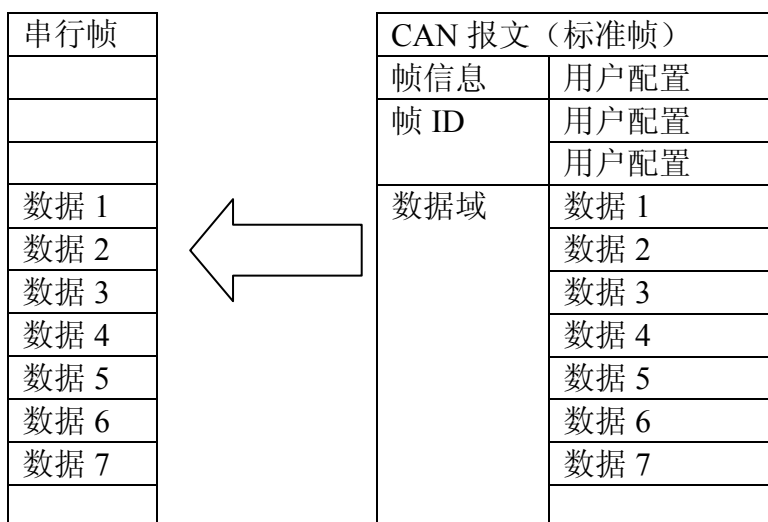 串行帧
CAN 报文（标准帧）
帧信息 用户配置
帧 ID 用户配置
用户配置
数据 1 数据域 数据 1
数据 2 数据 2
数据 3 数据 3
数据 4 数据 4
数据 5 数据 5
数据 6 数据 6
数据 7 数据 7